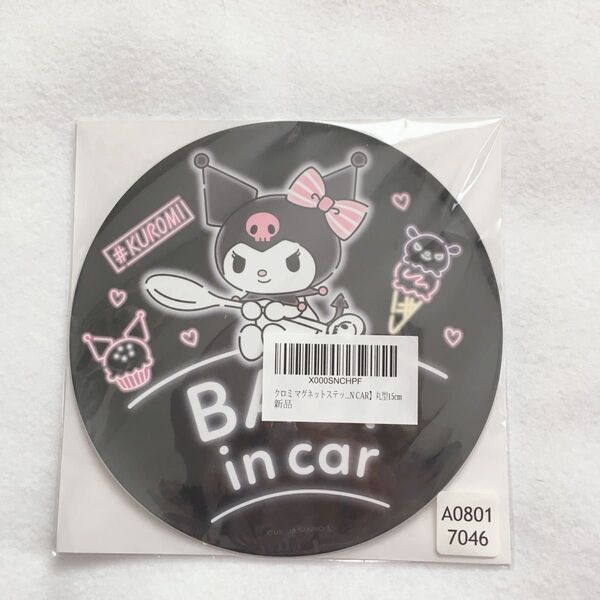 #KUROMI
X000SNCHPF
クロミ マグネットステッ...N CAR】 丸型15cm
新品
in car
A0801
7046